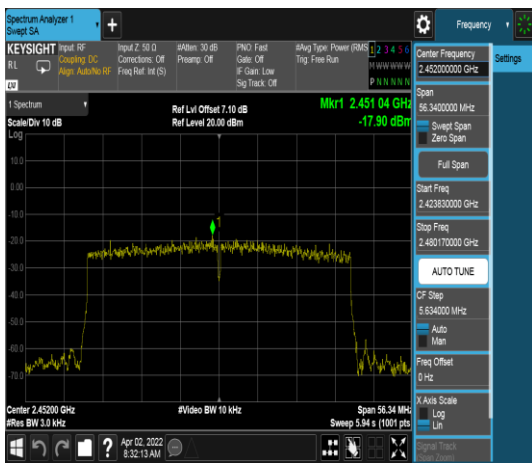 Spectrum Analyzer 1
Swept SA
Frequency
KEYSIGHT
RL
Input: RF
Coupling: DC
Align: Auto/No RF
Input Z: 50 Ω
Corrections: Off
Freq Ref: Int (S)
#Atten: 30 dB
Preamp: Off
PNO: Fast
Gate: Off
IF Gain: Low
Sig Track: Off
#Avg Type: Power (RMS
Trig: Free Run
1 2 3 4 5 6
M W W W W W
P N N N N N
Center Frequency
2.452000000 GHz
Settings
Span
56.3400000 MHz
Swept Span
Zero Span
Full Span
Start Freq
2.423830000 GHz
Stop Freq
2.480170000 GHz
AUTO TUNE
CF Step
5.634000 MHz
Auto
Man
Freq Offset
0 Hz
X Axis Scale
Log
Lin
Signal Track
(Span Zoom)
1 Spectrum
Scale/Div 10 dB
Ref Lvl Offset 7.10 dB
Ref Level 20.00 dBm
Mkr1 2.451 04 GHz
-17.90 dBm
Log
10.0
0.00
-10.0
-20.0
-30.0
-40.0
-50.0
-60.0
-70.0
1
Center 2.45200 GHz
#Res BW 3.0 kHz
#Video BW 10 kHz
Span 56.34 MHz
Sweep 5.94 s (1001 pts
Apr 02, 2022
8:32:13 AM